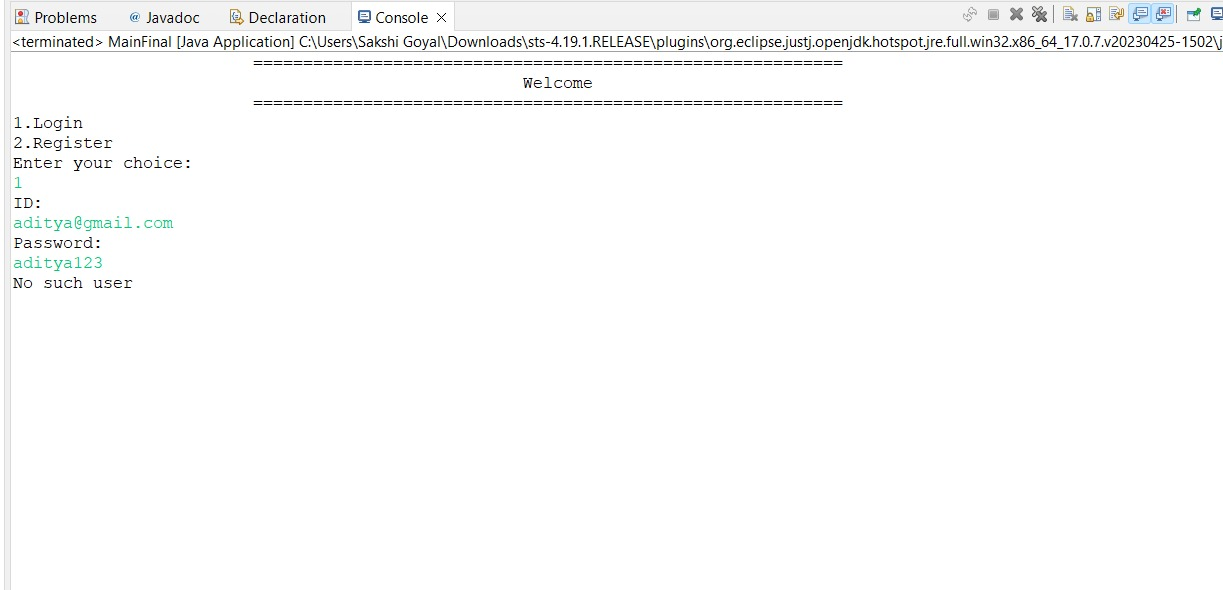 Problems @ Javadoc Declaration Console
<terminated> MainFinal [Java Application] C:\Users\Sakshi Goyal\Downloads\sts-4.19.1.RELEASE\plugins\org.eclipse.justj.openjdk.hotspot.jre.full.win32.x86_64_17.0.7.v20230425-1502\j
===========================================================
Welcome
===========================================================
1.Login
2.Register
Enter your choice:
1
ID:
aditya@gmail.com
Password:
aditya123
No such user